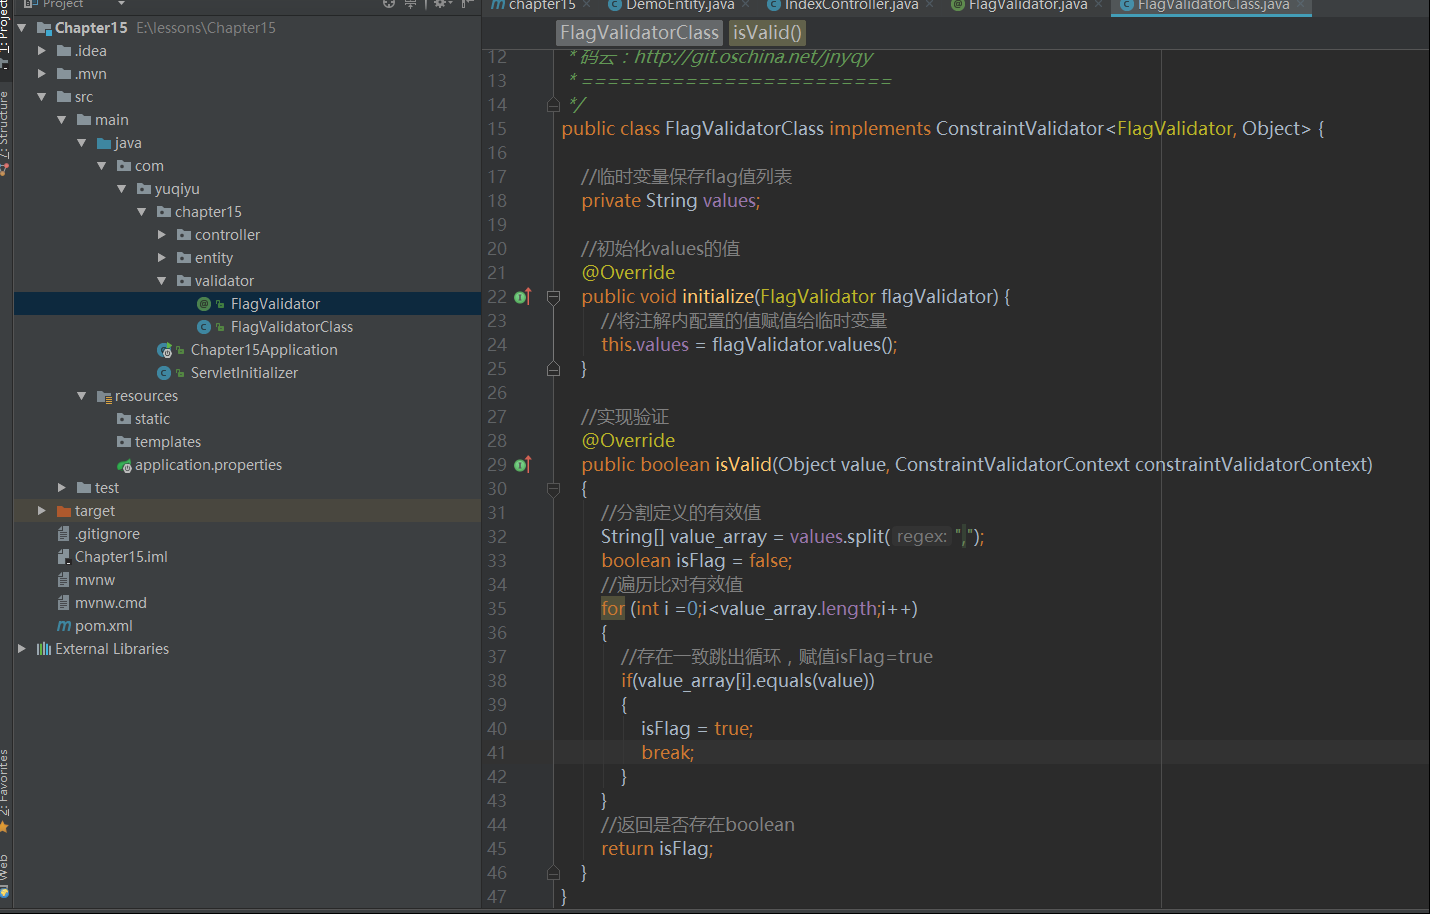 Project
chapter15
DemoEntity.java
IndexController.java
FlagValidator.java
FlagValidatorClass.java
1: Project
7: Structure
2: Favorites
Web
Chapter15 E:\lessons\Chapter15
.idea
.mvn
src
main
java
com
yuqiyu
chapter15
controller
entity
validator
FlagValidator
FlagValidatorClass
Chapter15Application
ServletInitializer
resources
static
templates
application.properties
test
target
.gitignore
Chapter15.iml
mvnw
mvnw.cmd
pom.xml
External Libraries
FlagValidatorClass isValid()
12 * 码云：http://git.oschina.net/jnyqy
13 * ========================
14 */
15 public class FlagValidatorClass implements ConstraintValidator<FlagValidator, Object> {
16
17 //临时变量保存flag值列表
18 private String values;
19
20 //初始化values的值
21 @Override
22 public void initialize(FlagValidator flagValidator) {
23 //将注解内配置的值赋值给临时变量
24 this.values = flagValidator.values();
25 }
26
27 //实现验证
28 @Override
29 public boolean isValid(Object value, ConstraintValidatorContext constraintValidatorContext)
30 {
31 //分割定义的有效值
32 String[] value_array = values.split( regex: ",");
33 boolean isFlag = false;
34 //遍历比对有效值
35 for (int i =0;i<value_array.length;i++)
36 {
37 //存在一致跳出循环，赋值isFlag=true
38 if(value_array[i].equals(value))
39 {
40 isFlag = true;
41 break;
42 }
43 }
44 //返回是否存在boolean
45 return isFlag;
46 }
47 }